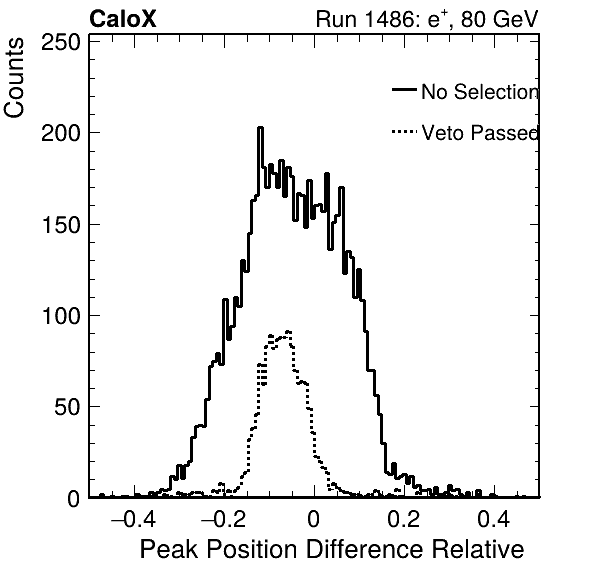 CaloX Run 1486: e+, 80 GeV
Counts
250
200
150
100
50
0
No Selection
Veto Passed
−0.4 −0.2 0 0.2 0.4
Peak Position Difference Relative